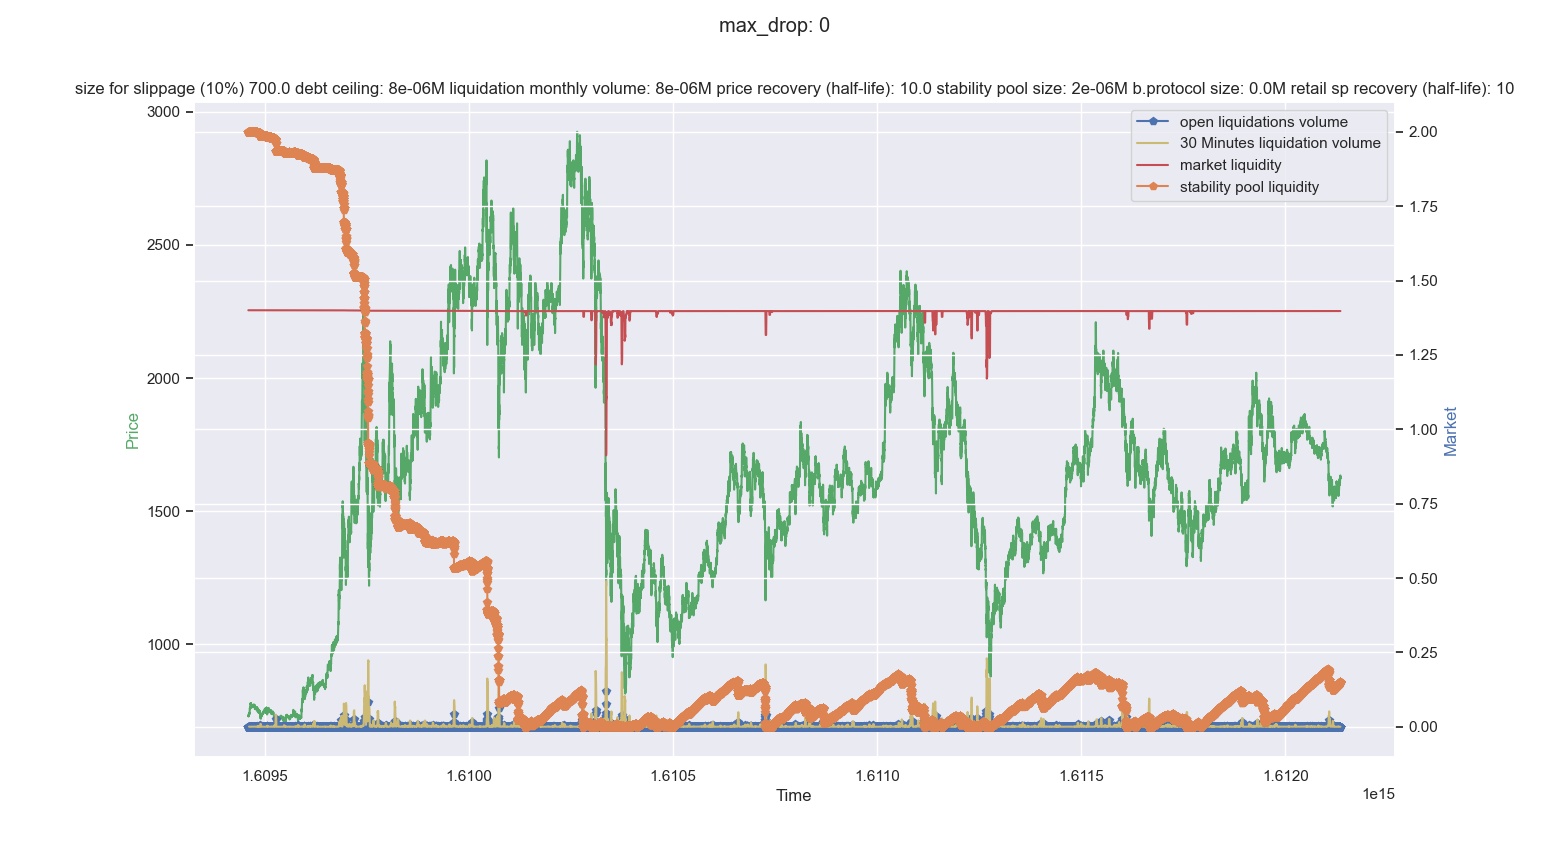 max_drop: 0
size for slippage (10%) 700.0 debt ceiling: 8e-06M liquidation monthly volume: 8e-06M price recovery (half-life): 10.0 stability pool size: 2e-06M b.protocol size: 0.0M retail sp recovery (half-life): 10
open liquidations volume
30 Minutes liquidation volume
market liquidity
stability pool liquidity
3000
2500
2000
1500
1000
Price
2.00
1.75
1.50
1.25
1.00
0.75
0.50
0.25
0.00
Market
1.6095 1.6100 1.6105 1.6110 1.6115 1.6120
Time
1e15